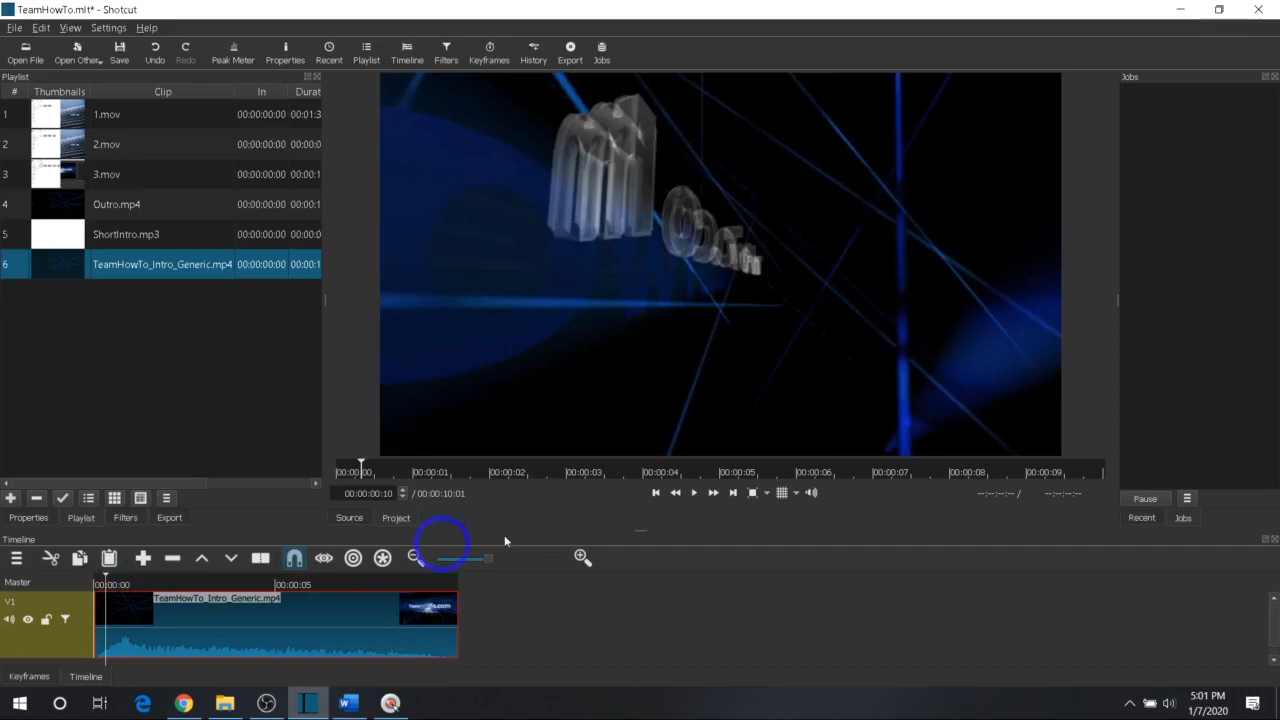 TeamHowTo.mlt* - Shotcut
File Edit View Settings Help
Open File Open Other... Save Undo Redo Peak Meter Properties Recent Playlist Timeline Filters Keyframes History Export Jobs
Playlist
Jobs
# Thumbnails Clip In Durat
1 1.mov 00:00:00:00 00:01:3
2 2.mov 00:00:00:00 00:00:0
3 3.mov 00:00:00:00 00:00:1
4 Outro.mp4 00:00:00:00 00:00:1
5 ShortIntro.mp3 00:00:00:00 00:00:0
6 TeamHowTo_Intro_Generic.mp4 00:00:00:00 00:00:1
00:00:00 00:00:01 00:00:02 00:00:03 00:00:04 00:00:05 00:00:06 00:00:07 00:00:08 00:00:09
00:00:00:10 / 00:00:10:01 --:--:--:-- / --:--:--:--
Pause
Properties Playlist Filters Export
Source Project
Recent Jobs
Timeline
Master 00:00:00 00:00:05
V1 TeamHowTo_Intro_Generic.mp4
Keyframes Timeline
5:01 PM
1/7/2020